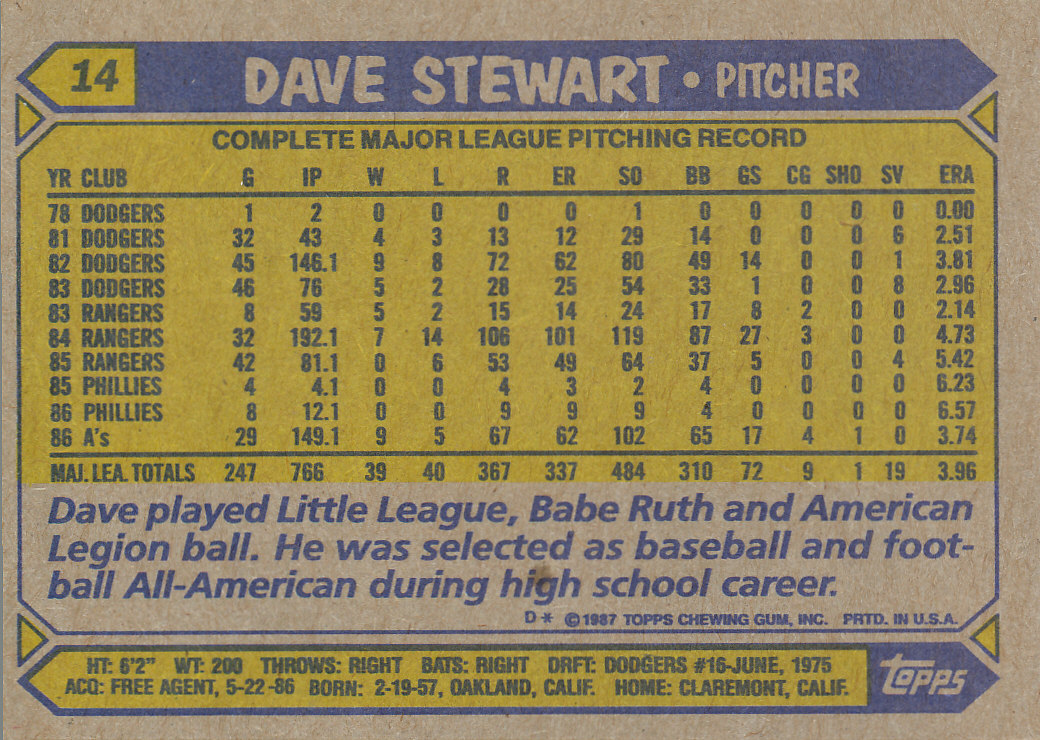 14
DAVE STEWART • PITCHER
COMPLETE MAJOR LEAGUE PITCHING RECORD
YR CLUB G IP W L R ER SO BB GS CG SHO SV ERA
78 DODGERS 1 2 0 0 0 0 1 0 0 0 0 0 0.00
81 DODGERS 32 43 4 3 13 12 29 14 0 0 0 6 2.51
82 DODGERS 45 146.1 9 8 72 62 80 49 14 0 0 1 3.81
83 DODGERS 46 76 5 2 28 25 54 33 1 0 0 8 2.96
83 RANGERS 8 59 5 2 15 14 24 17 8 2 0 0 2.14
84 RANGERS 32 192.1 7 14 106 101 119 87 27 3 0 0 4.73
85 RANGERS 42 81.1 0 6 53 49 64 37 5 0 0 4 5.42
85 PHILLIES 4 4.1 0 0 4 3 2 4 0 0 0 0 6.23
86 PHILLIES 8 12.1 0 0 9 9 9 4 0 0 0 0 6.57
86 A's 29 149.1 9 5 67 62 102 65 17 4 1 0 3.74
MAJ. LEA. TOTALS 247 766 39 40 367 337 484 310 72 9 1 19 3.96
Dave played Little League, Babe Ruth and American
Legion ball. He was selected as baseball and foot-
ball All-American during high school career.
D* ©1987 TOPPS CHEWING GUM, INC. PRTD. IN U.S.A.
HT: 6'2" WT: 200 THROWS: RIGHT BATS: RIGHT DRFT: DODGERS #16-JUNE, 1975
ACQ: FREE AGENT, 5-22-86 BORN: 2-19-57, OAKLAND, CALIF. HOME: CLAREMONT, CALIF.
topps